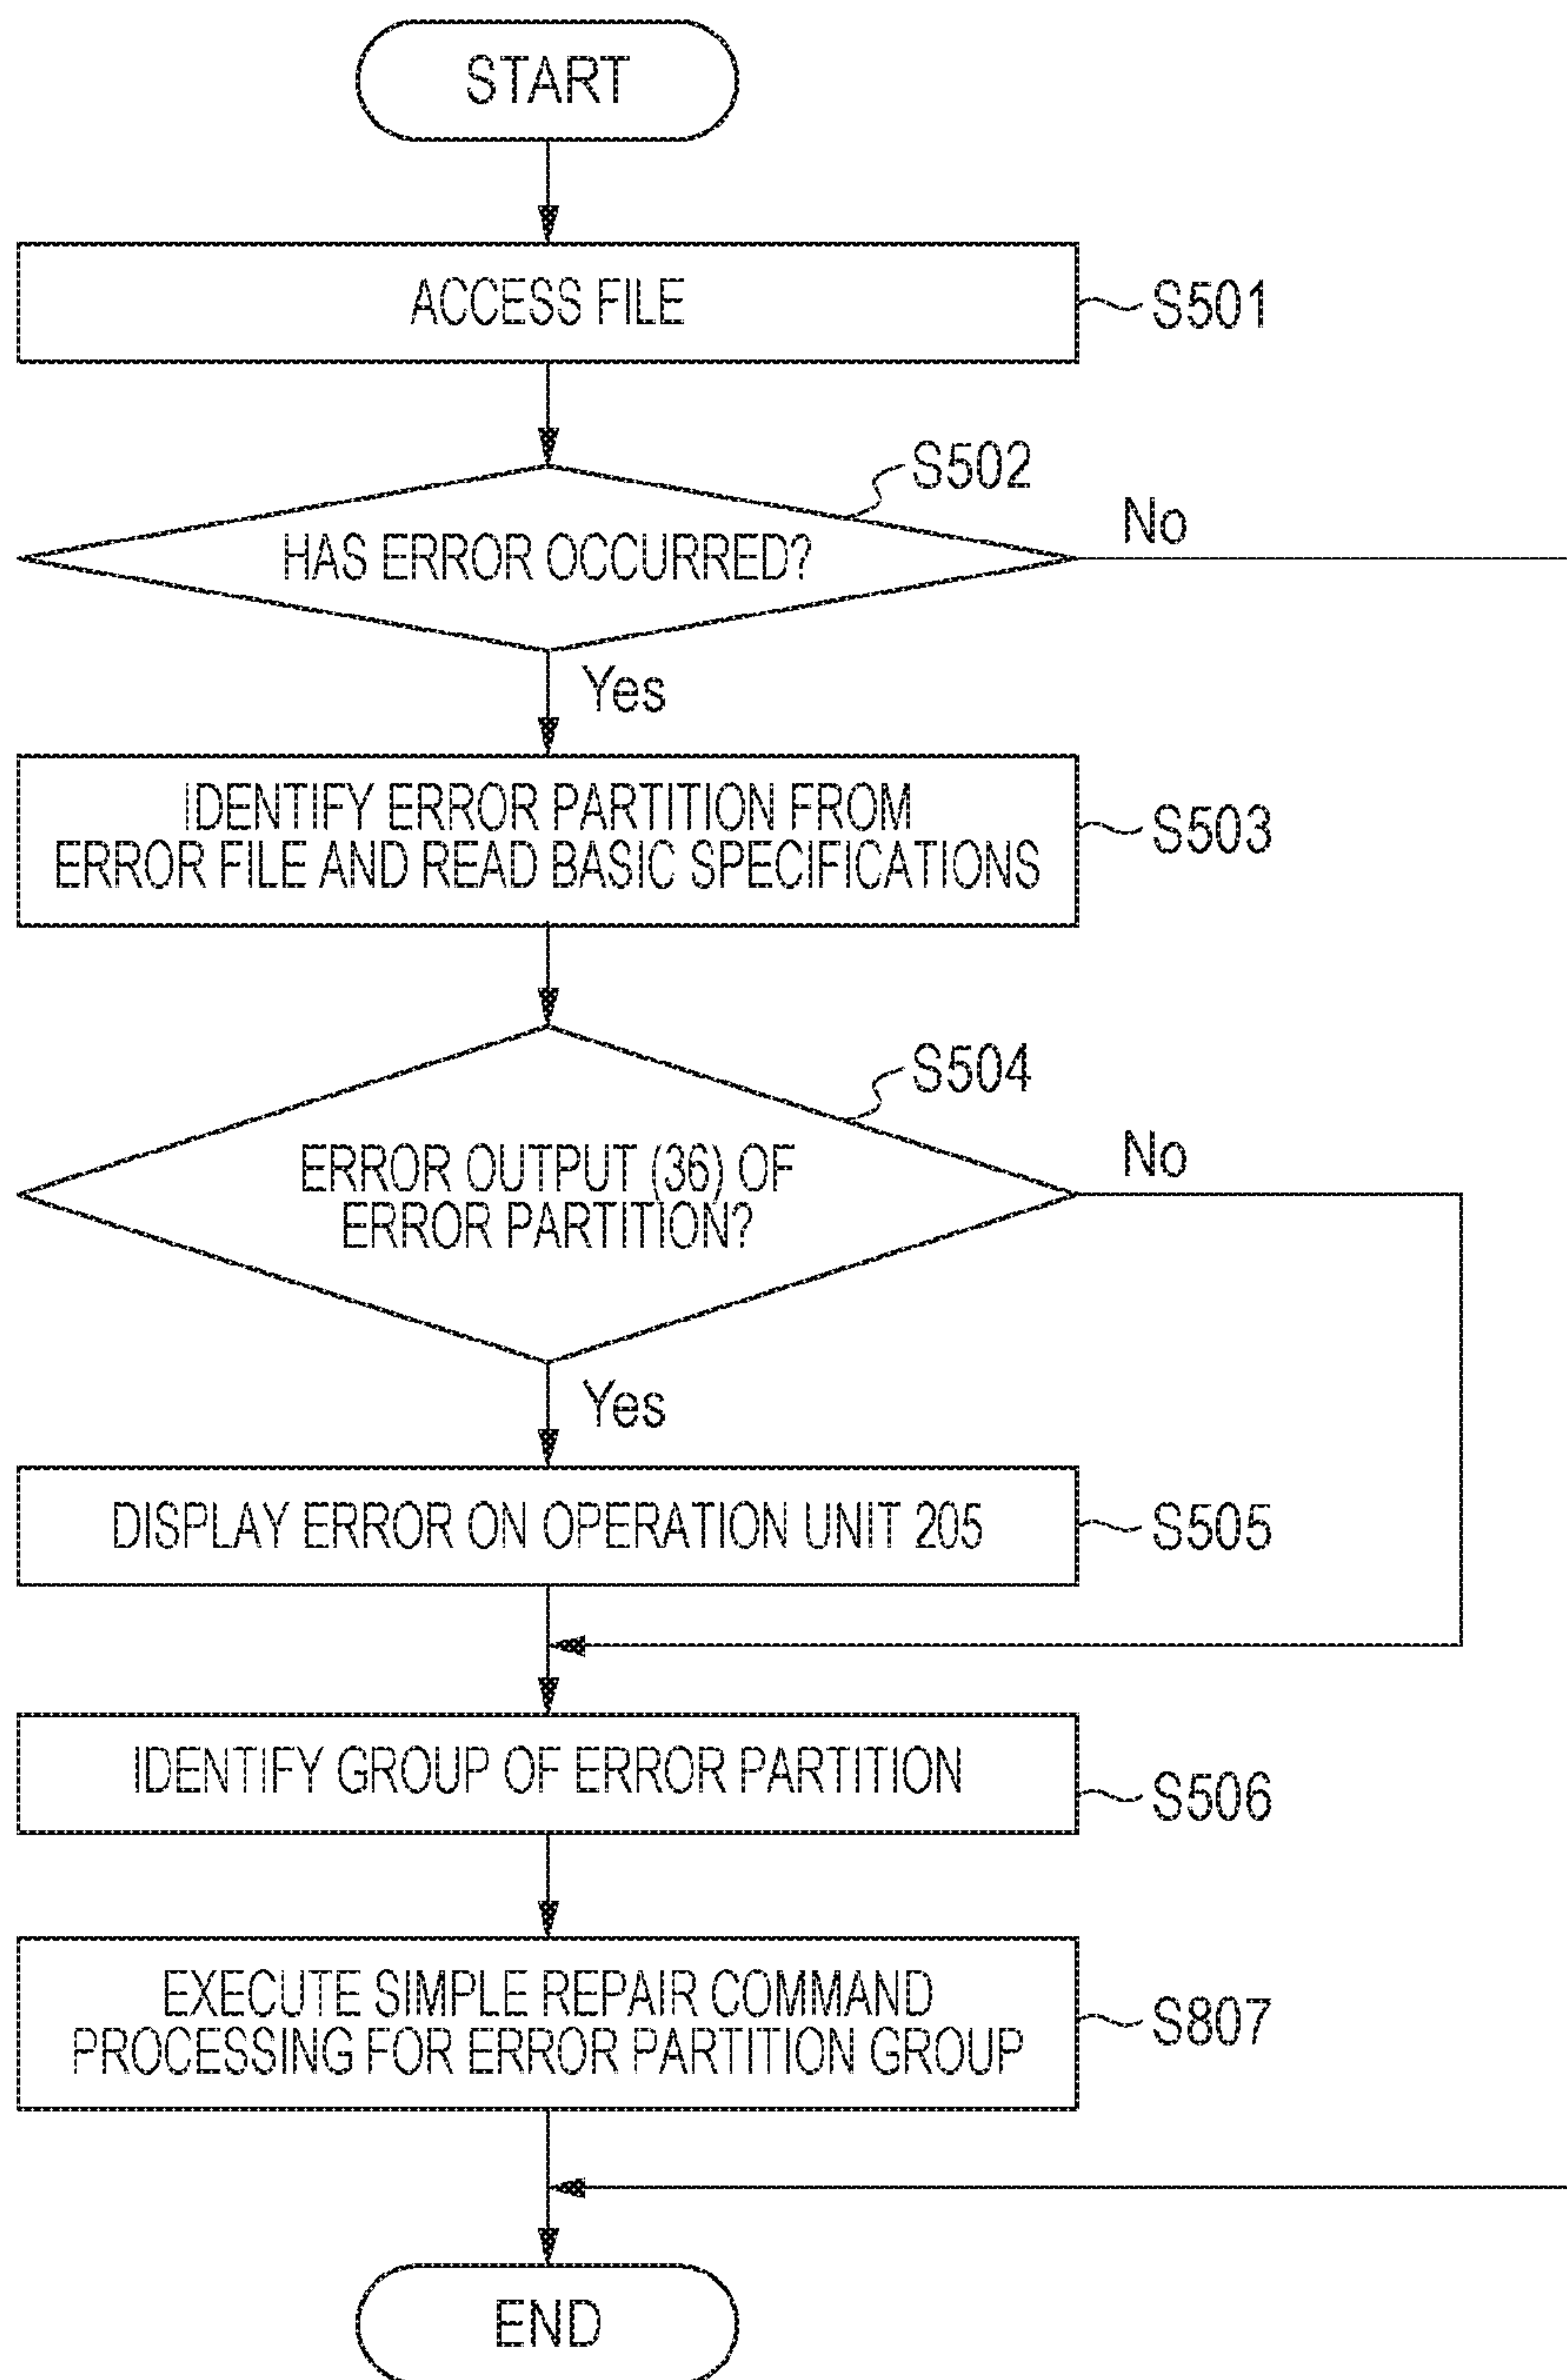 START
ACCESS FILE
S501
S502
HAS ERROR OCCURRED?
No
Yes
IDENTIFY ERROR PARTITION FROM
ERROR FILE AND READ BASIC SPECIFICATIONS
S503
S504
ERROR OUTPUT (36) OF
ERROR PARTITION?
No
Yes
DISPLAY ERROR ON OPERATION UNIT 205
S505
IDENTIFY GROUP OF ERROR PARTITION
S506
EXECUTE SIMPLE REPAIR COMMAND
PROCESSING FOR ERROR PARTITION GROUP
S807
END